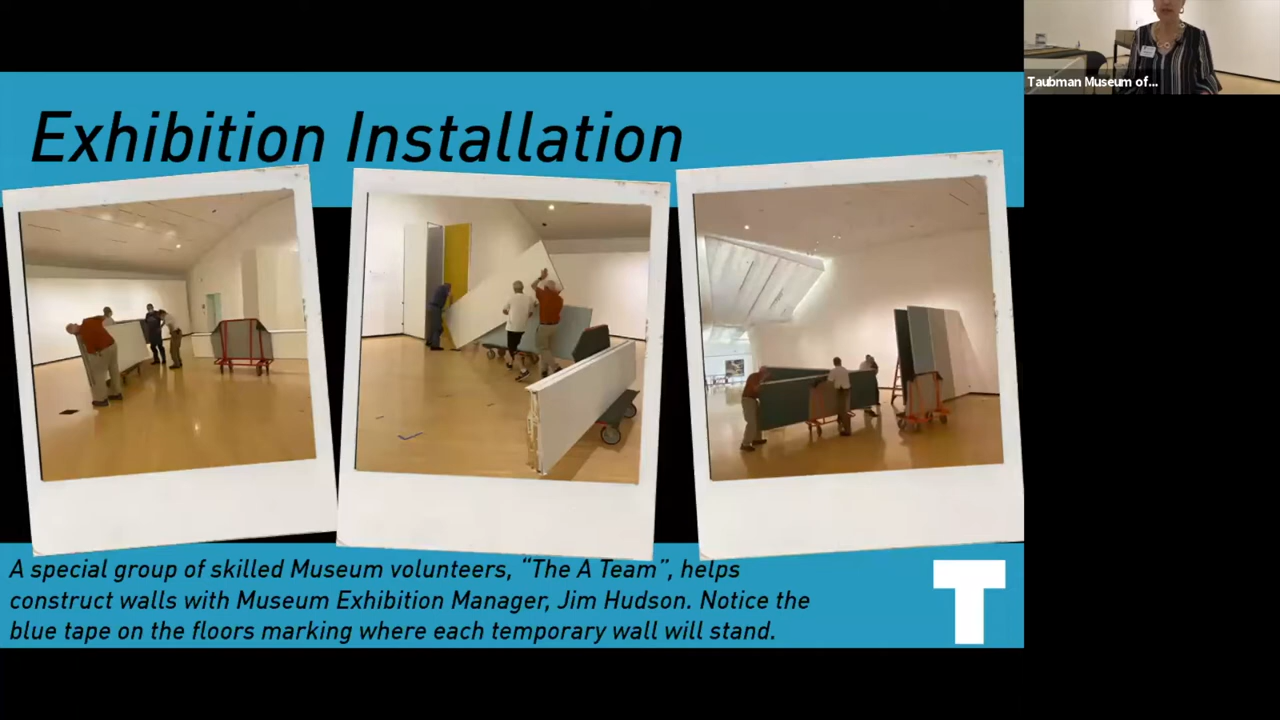 Exhibition Installation
Taubman Museum of...
A special group of skilled Museum volunteers, “The A Team”, helps
construct walls with Museum Exhibition Manager, Jim Hudson. Notice the
blue tape on the floors marking where each temporary wall will stand.
T